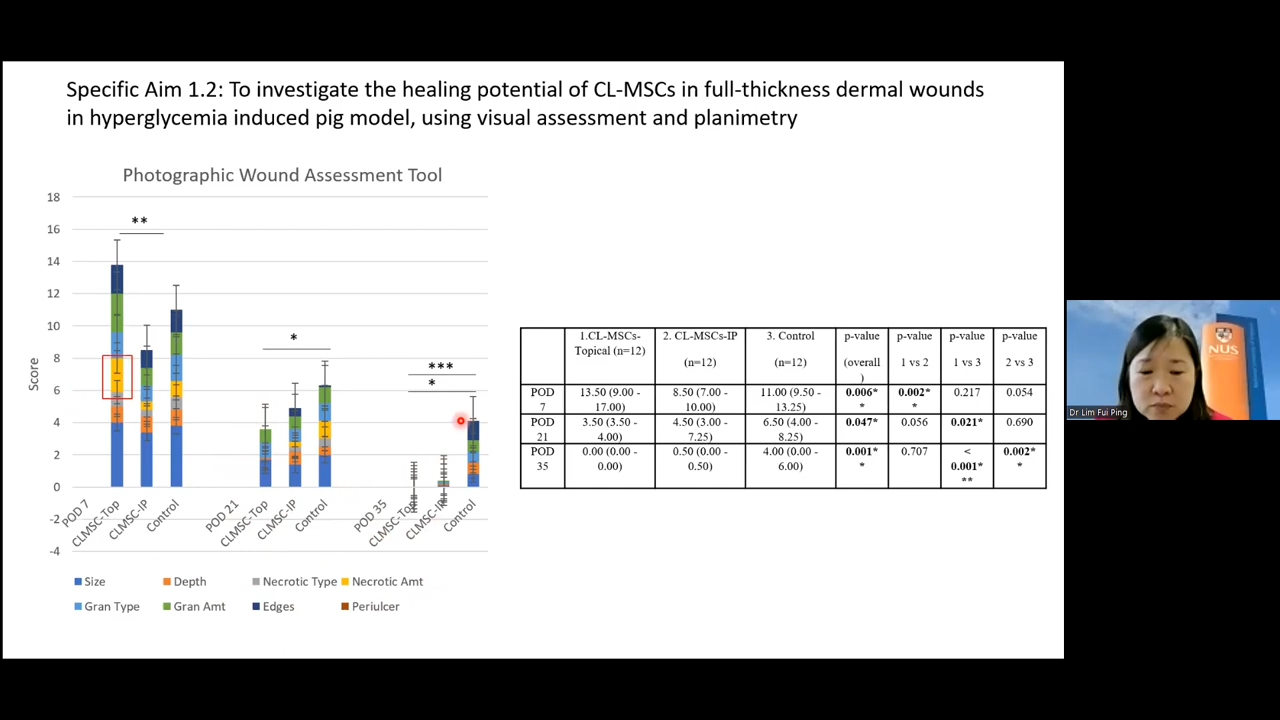 Specific Aim 1.2: To investigate the healing potential of CL-MSCs in full-thickness dermal wounds
in hyperglycemia induced pig model, using visual assessment and planimetry
Photographic Wound Assessment Tool
18
16
14
12
10
8
6
4
2
0
-2
-4
Score
**
*
***
*
POD 7
CLMSC-Top
CLMSC-IP
Control
POD 21
CLMSC-Top
CLMSC-IP
Control
POD 35
CLMSC-Top
CLMSC-IP
Control
Size
Depth
Necrotic Type
Necrotic Amt
Gran Type
Gran Amt
Edges
Periulcer
1.CL-MSCs-
Topical (n=12)
2. CL-MSCs-IP
(n=12)
3. Control
(n=12)
p-value
(overall
)
p-value
1 vs 2
p-value
1 vs 3
p-value
2 vs 3
POD
7
13.50 (9.00 -
17.00)
8.50 (7.00 -
10.00)
11.00 (9.50 -
13.25)
0.006*
*
0.002*
*
0.217
0.054
POD
21
3.50 (3.50 -
4.00)
4.50 (3.00 -
7.25)
6.50 (4.00 -
8.25)
0.047*
0.056
0.021*
0.690
POD
35
0.00 (0.00 -
0.00)
0.50 (0.00 -
0.50)
4.00 (0.00 -
6.00)
0.001*
*
0.707
<
0.001*
**
0.002*
*
NUS
Dr Lim Fui Ping